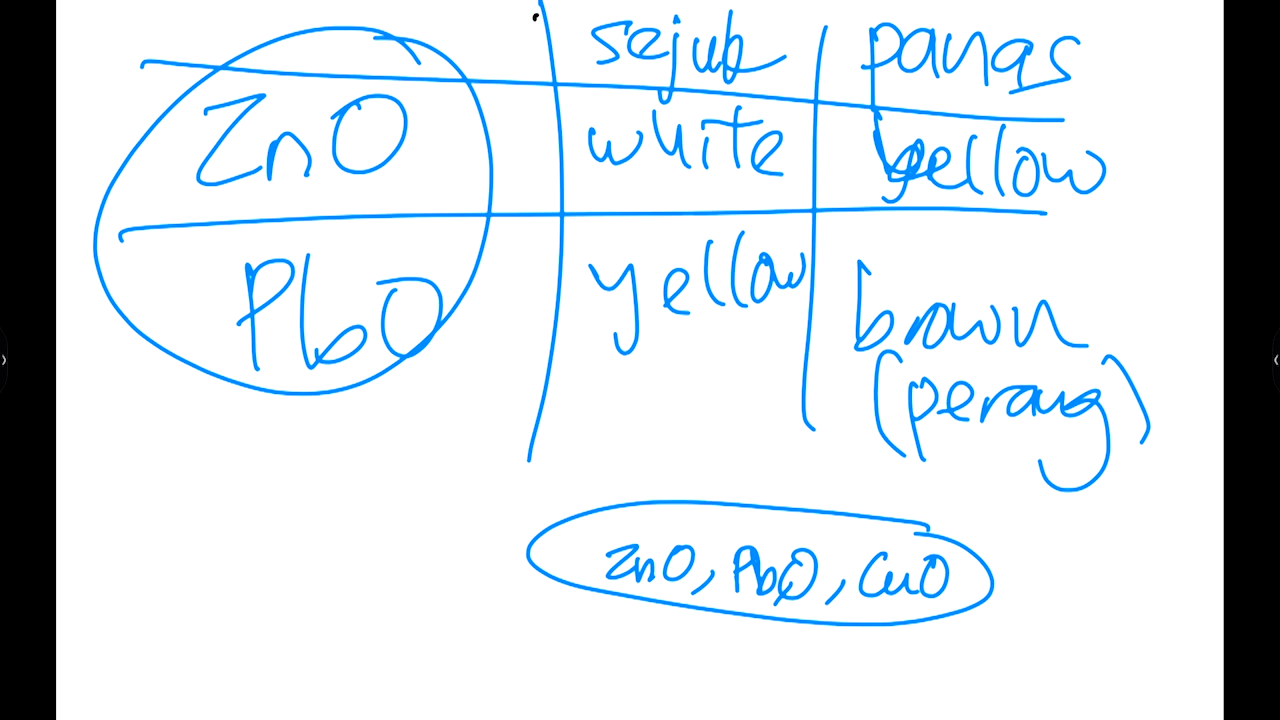 sejuk panas
ZnO white yellow
PbO yellow brown
(perang)
ZnO, PbO, CuO